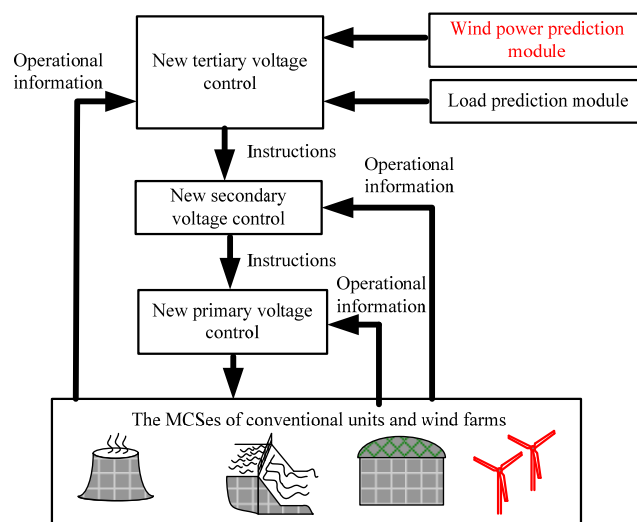 Wind power prediction
module
Operational
information
New tertiary voltage
control
Load prediction module
Instructions
Operational
information
New secondary
voltage control
Instructions
Operational
information
New primary voltage
control
The MCSes of conventional units and wind farms